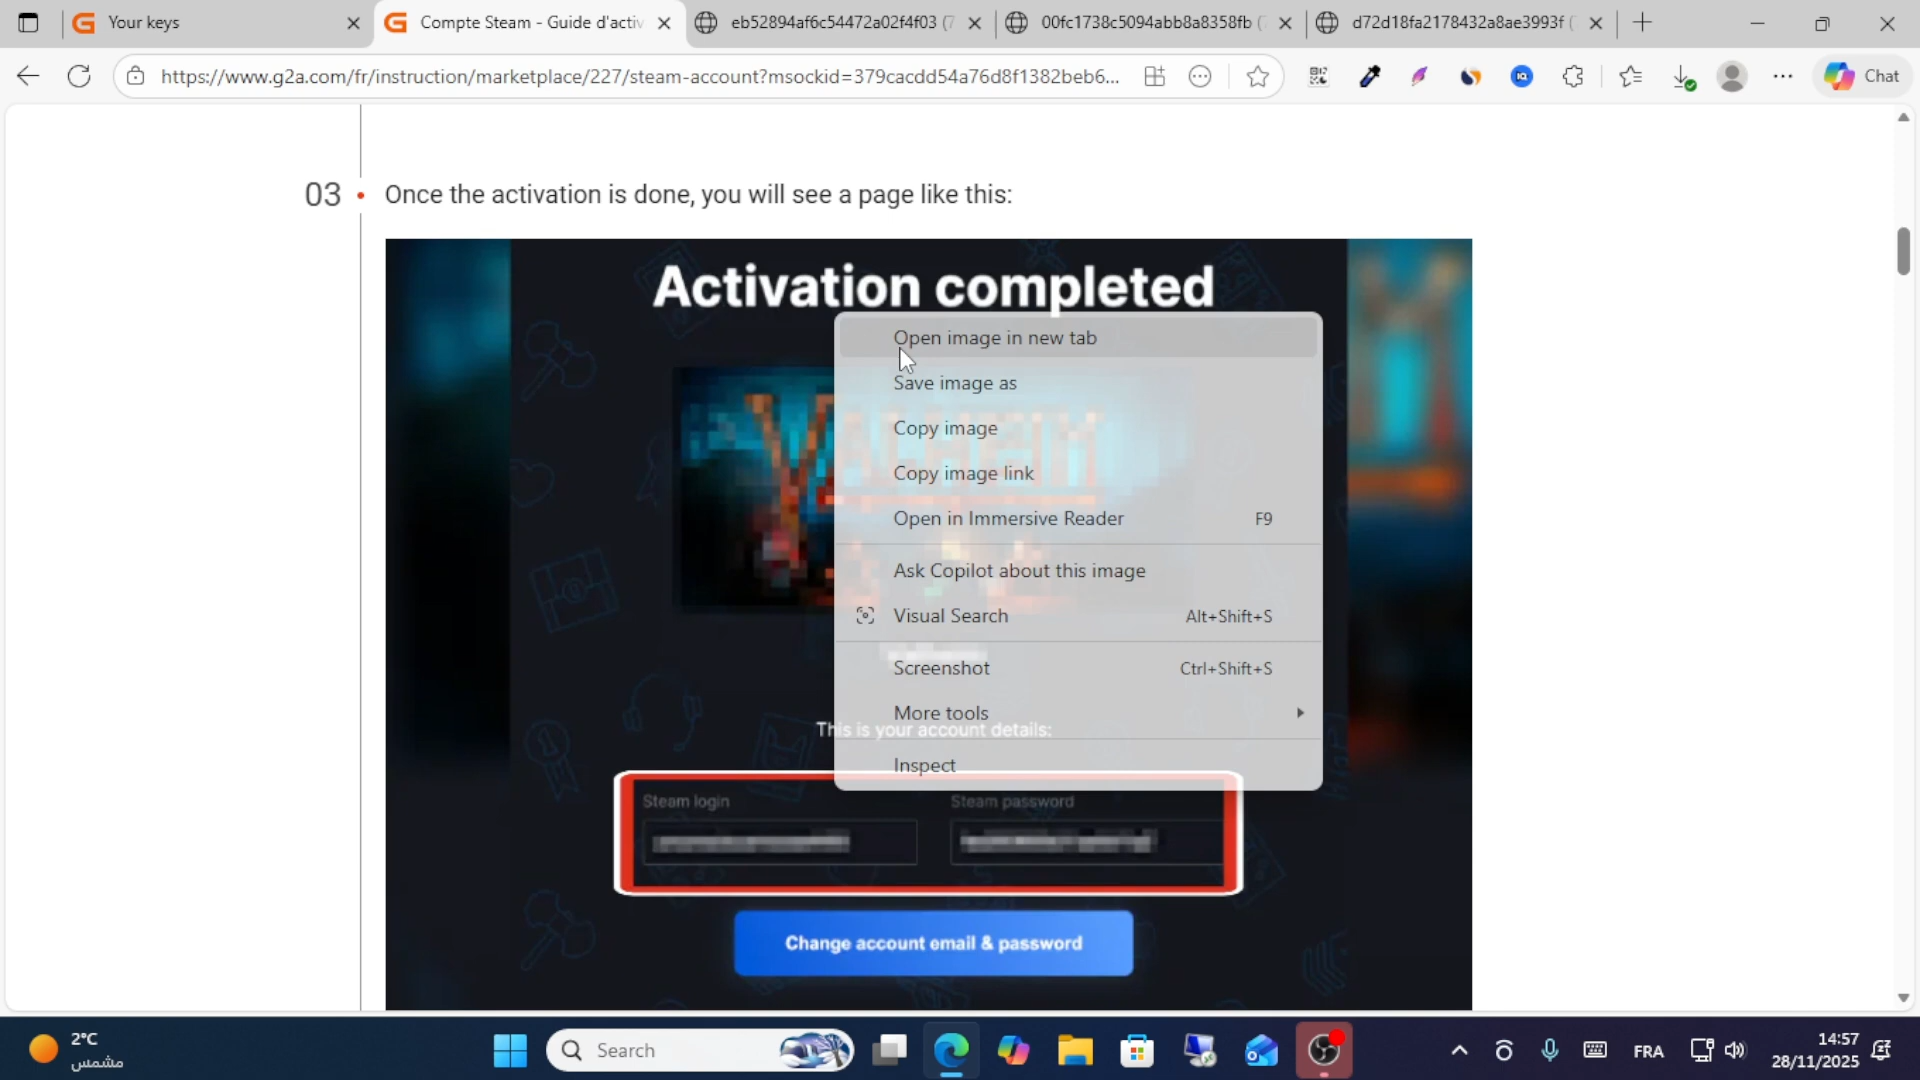 Your keys
Compte Steam - Guide d'activ
eb52894af6c54472a02f4f03 (7
00fc1738c5094abb8a8358fb (7
d72d18fa2178432a8ae3993f (
https://www.g2a.com/fr/instruction/marketplace/227/steam-account?msockid=379cacdd54a76d8f1382beb6...
Chat
03
Once the activation is done, you will see a page like this:
Activation completed
Open image in new tab
Save image as
Copy image
Copy image link
Open in Immersive Reader F9
Ask Copilot about this image
Visual Search Alt+Shift+S
Screenshot Ctrl+Shift+S
More tools
This is your account details:
Inspect
Steam login
Steam password
Change account email & password
2°C
مشمس
Search
FRA
14:57
28/11/2025